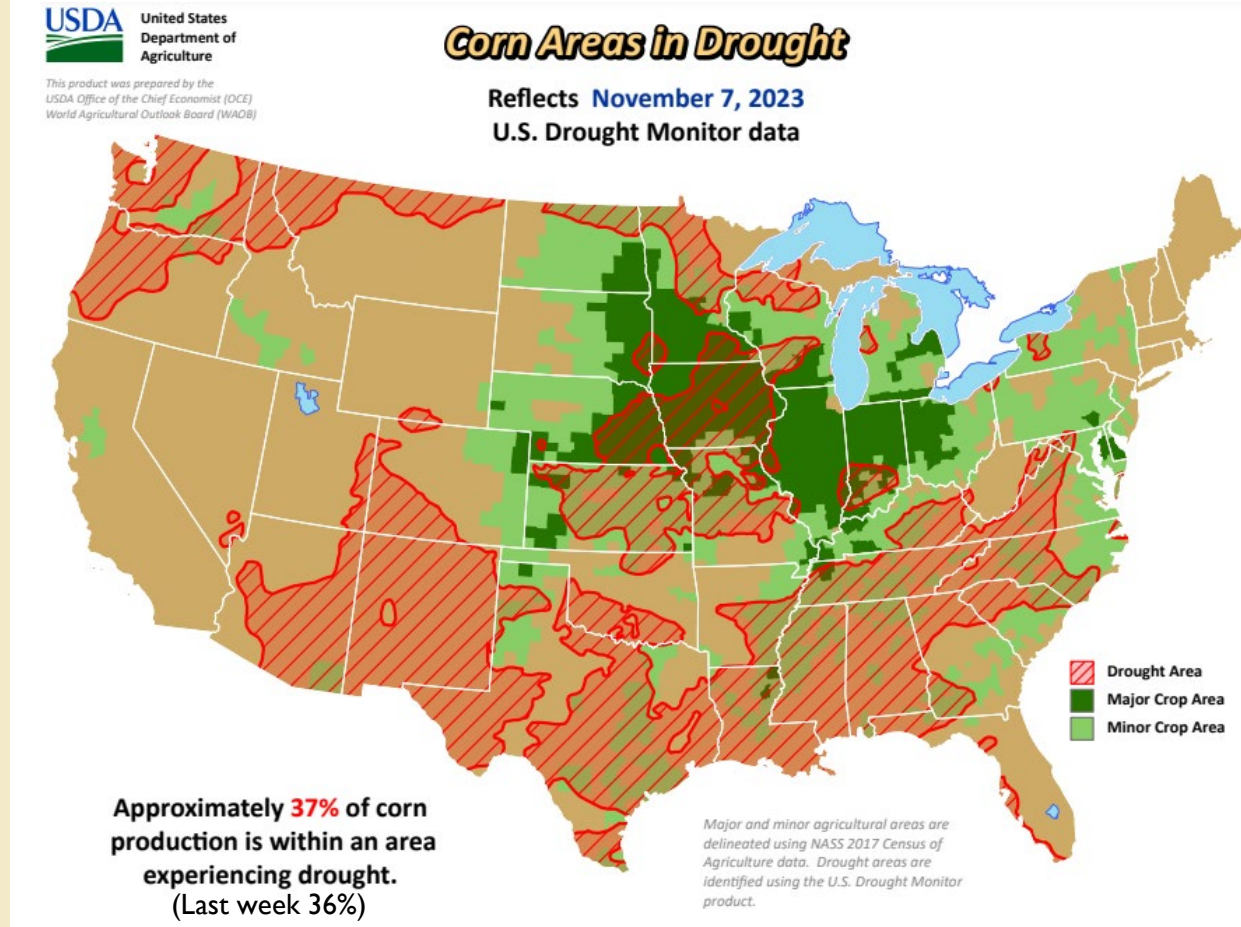 USDA
United States
Department of
Agriculture
This product was prepared by the
USDA Office of the Chief Economist (OCE)
World Agricultural Outlook Board (WAOB)
Corn Areas in Drought
Reflects November 7, 2023
U.S. Drought Monitor data
Drought Area
Major Crop Area
Minor Crop Area
Approximately 37% of corn
production is within an area
experiencing drought.
(Last week 36%)
Major and minor agricultural areas are
delineated using NASS 2017 Census of
Agriculture data. Drought areas are
identified using the U.S. Drought Monitor
product.